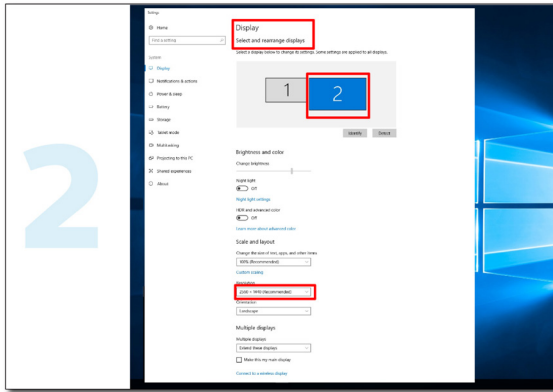 2
Settings
Home
Find a setting
System
Display
Notifications & actions
Power & sleep
Battery
Storage
Tablet mode
Multitasking
Projecting to this PC
Shared experiences
About
Display
Select and rearrange displays
Select a display below to change its settings. Some settings are applied to all displays.
1
2
Identify
Detect
Brightness and color
Change brightness
Night light
Off
Night light settings
HDR and advanced color
Off
Learn more about advanced color
Scale and layout
Change the size of text, apps, and other items
100% (Recommended)
Custom scaling
Resolution
(Recommended)
Orientation
Landscape
Multiple displays
Multiple displays
Extend these displays
Make this my main display
Connect to a wireless display